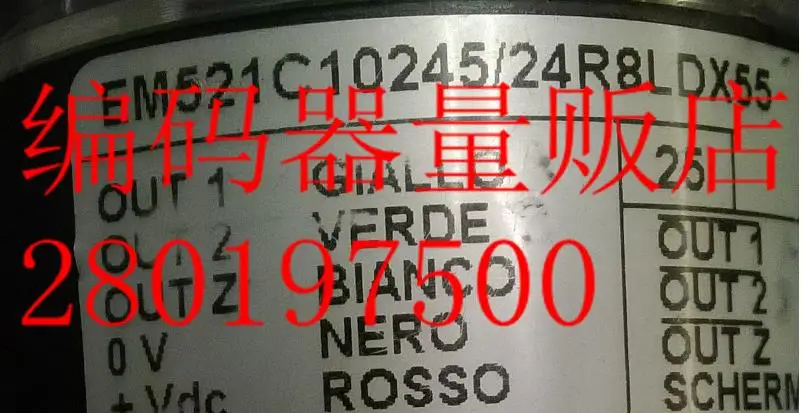 EM521C10245/24R8LDX55
编码器量贩店
OUT 1 GIALLO 25
OUT 2 VERDE OUT 1
280197500
OUT Z BIANCO OUT 2
0 V NERO OUT Z
+ Vdc ROSSO SCHERM